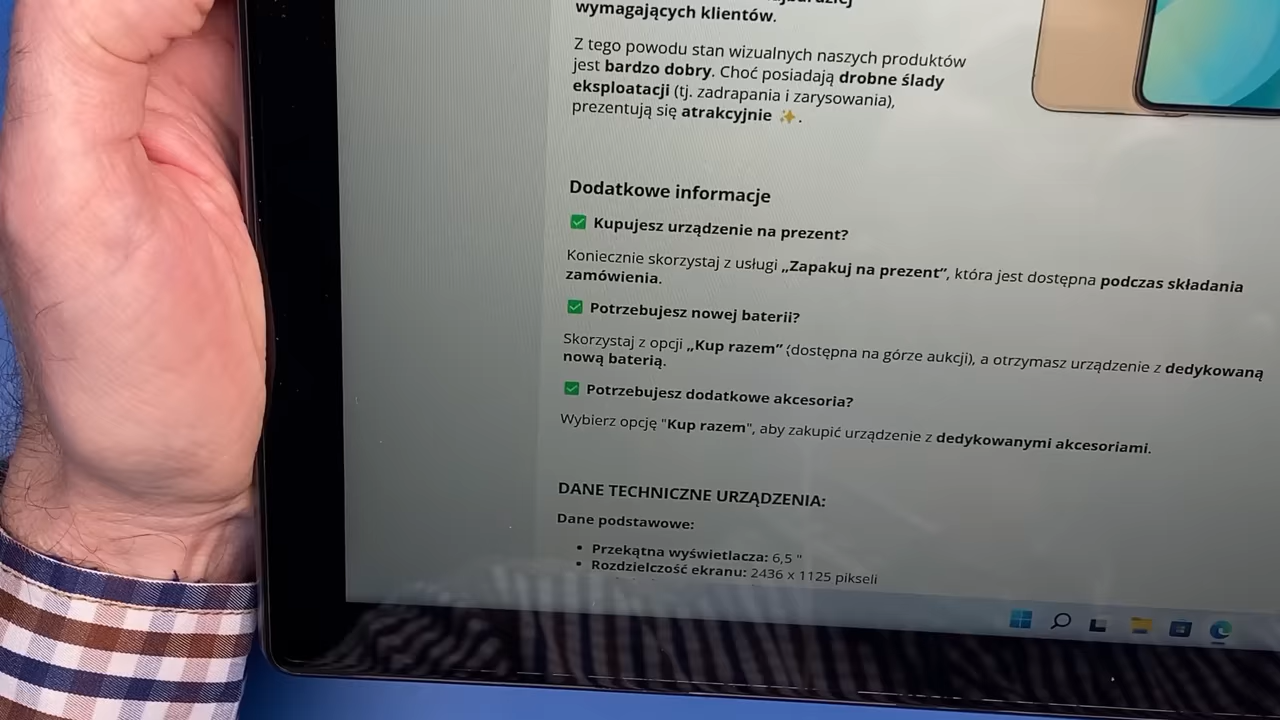 wymagających klientów.
Z tego powodu stan wizualnych naszych produktów
jest bardzo dobry. Choć posiadają drobne ślady
eksploatacji (tj. zadrapania i zarysowania),
prezentują się atrakcyjnie ✨.
Dodatkowe informacje
✅ Kupujesz urządzenie na prezent?
Koniecznie skorzystaj z usługi „Zapakuj na prezent”, która jest dostępna podczas składania
zamówienia.
✅ Potrzebujesz nowej baterii?
Skorzystaj z opcji „Kup razem” (dostępna na górze aukcji), a otrzymasz urządzenie z dedykowaną
nową baterią.
✅ Potrzebujesz dodatkowe akcesoria?
Wybierz opcję "Kup razem", aby zakupić urządzenie z dedykowanymi akcesoriami.
DANE TECHNICZNE URZĄDZENIA:
Dane podstawowe:
• Przekątna wyświetlacza: 6,5 "
• Rozdzielczość ekranu: 2436 x 1125 pikseli